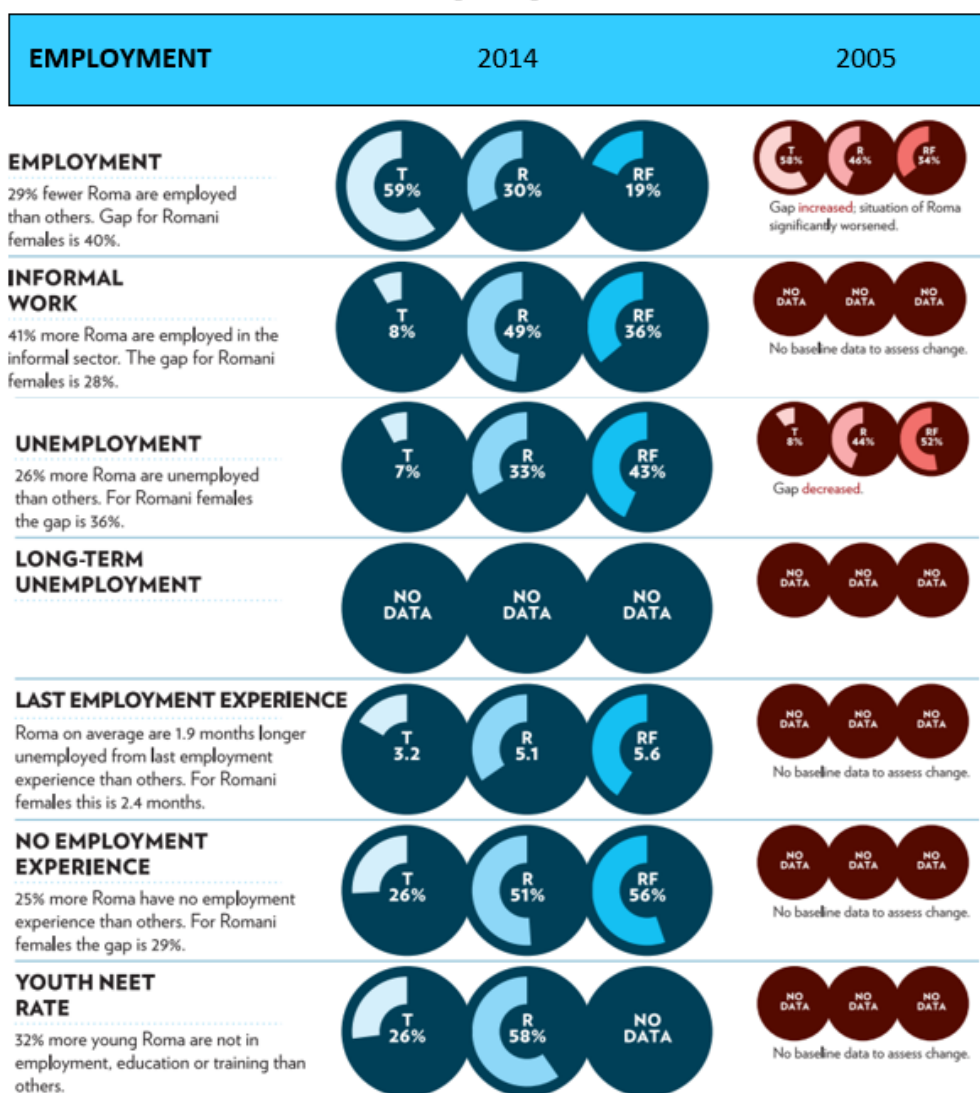 EMPLOYMENT 2014 2005
EMPLOYMENT
29% fewer Roma are employed
than others. Gap for Romani
females is 40%.
T
59%
R
30%
RF
19%
T
58%
R
46%
RF
34%
Gap increased; situation of Roma
significantly worsened.
INFORMAL
WORK
41% more Roma are employed in the
informal sector. The gap for Romani
females is 28%.
T
8%
R
49%
RF
36%
NO
DATA
NO
DATA
NO
DATA
No baseline data to assess change.
UNEMPLOYMENT
26% more Roma are unemployed
than others. For Romani females
the gap is 36%.
T
7%
R
33%
RF
43%
T
8%
R
44%
RF
52%
Gap decreased.
LONG-TERM
UNEMPLOYMENT
NO
DATA
NO
DATA
NO
DATA
NO
DATA
NO
DATA
NO
DATA
LAST EMPLOYMENT EXPERIENCE
Roma on average are 1.9 months longer
unemployed from last employment
experience than others. For Romani
females this is 2.4 months.
T
3.2
R
5.1
RF
5.6
NO
DATA
NO
DATA
NO
DATA
No baseline data to assess change.
NO EMPLOYMENT
EXPERIENCE
25% more Roma have no employment
experience than others. For Romani
females the gap is 29%.
T
26%
R
51%
RF
56%
NO
DATA
NO
DATA
NO
DATA
No baseline data to assess change.
YOUTH NEET
RATE
32% more young Roma are not in
employment, education or training than
others.
T
26%
R
58%
NO
DATA
NO
DATA
NO
DATA
NO
DATA
No baseline data to assess change.